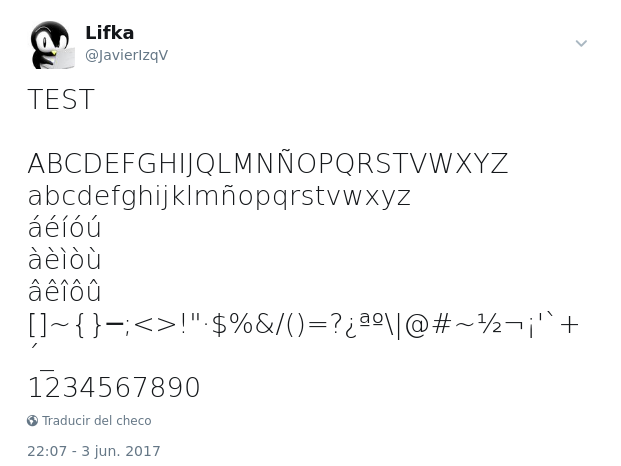 Lifka
@JavierIzqV
TEST
ABCDEFGHIJQLMNÑOPQRSTVWXYZ
abcdefghijklmñopqrstvwxyz
áéíóú
àèìòù
âêîôû
[]~{}–;<>!"·$%&/()=?¿ªº\|@#~½¬¡'`+
´_
1234567890
Traducir del checo
22:07 - 3 jun. 2017